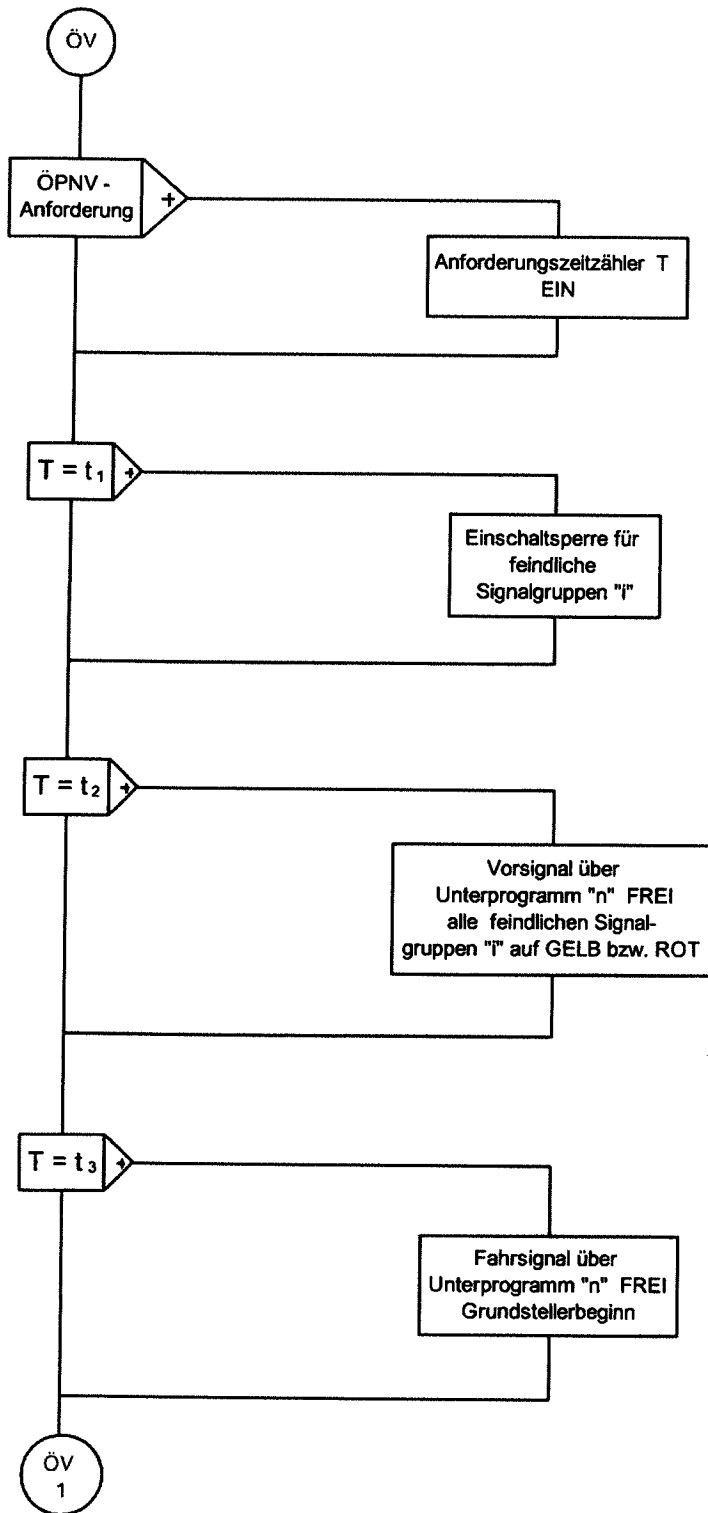 ÖV
ÖPNV -
Anforderung
+
Anforderungszeitzähler T
EIN
T = t₁
+
Einschaltsperre für
feindliche
Signalgruppen "i"
T = t₂
+
Vorsignal über
Unterprogramm "n" FREI
alle feindlichen Signal-
gruppen "i" auf GELB bzw. ROT
T = t₃
+
Fahrsignal über
Unterprogramm "n" FREI
Grundstellerbeginn
ÖV
1